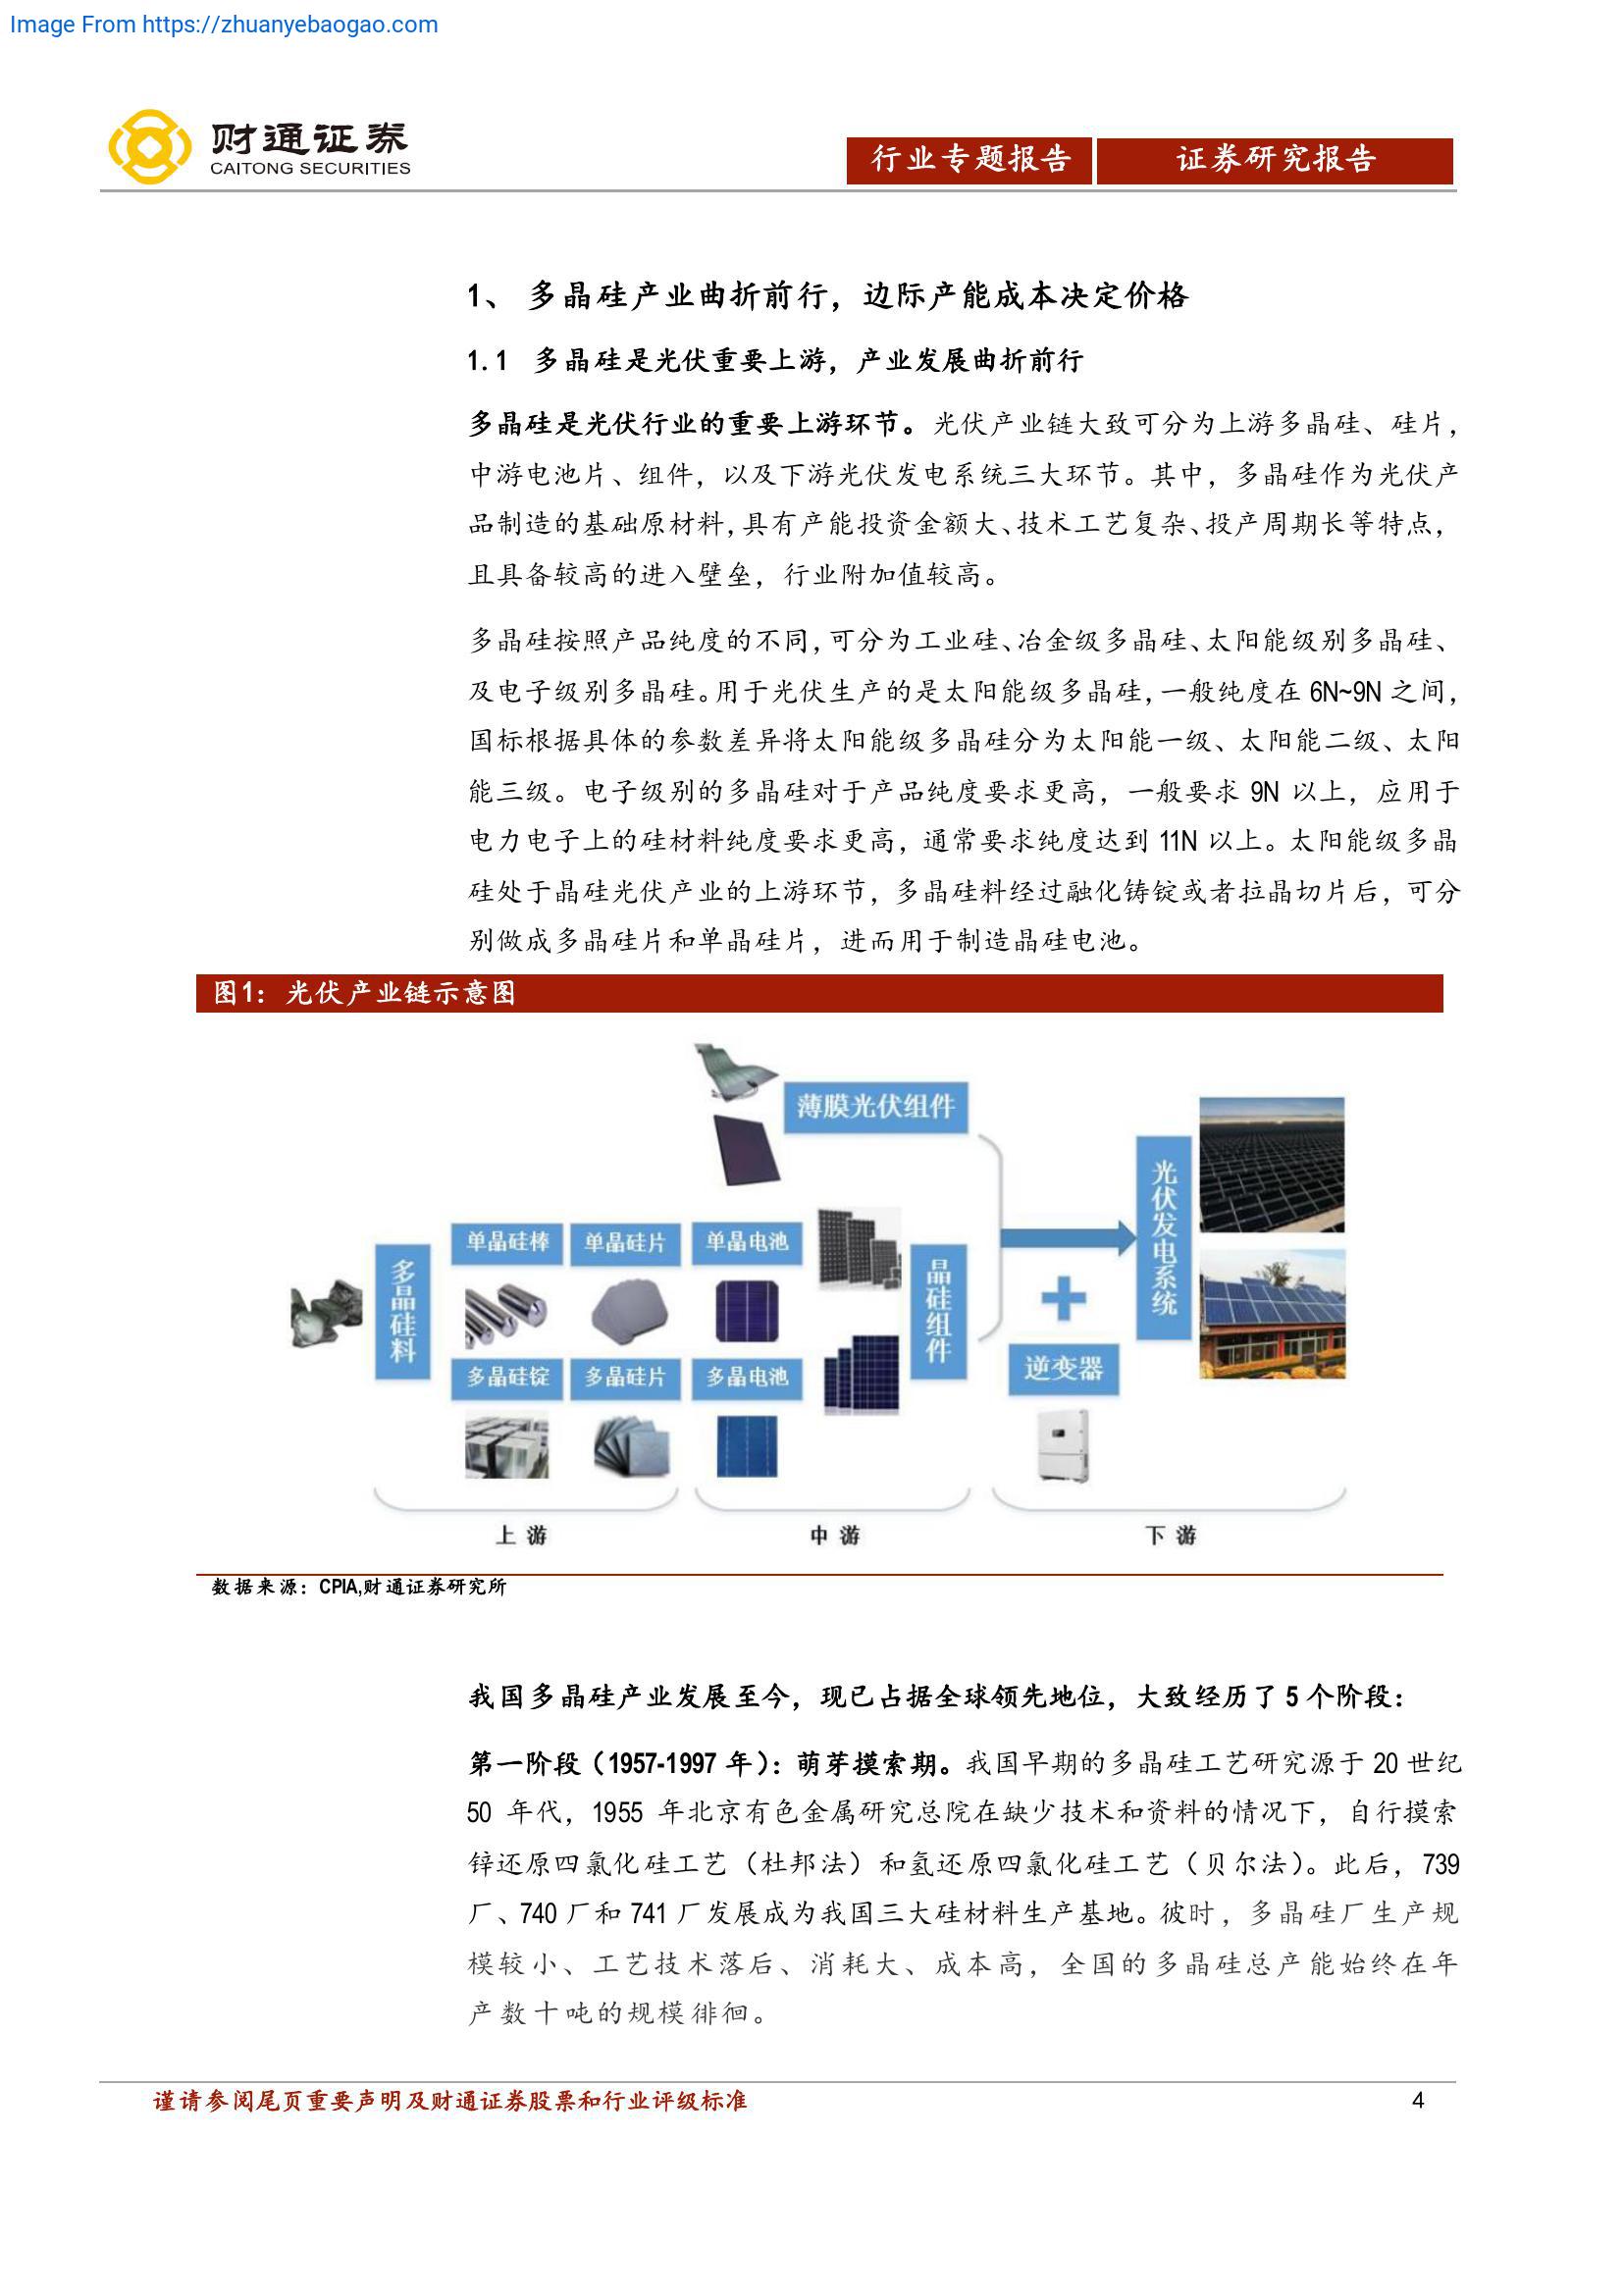 Image From https://zhuanyebaogao.com
财通证券
CAITONG SECURITIES
行业专题报告
证券研究报告
1、 多晶硅产业曲折前行，边际产能成本决定价格
1.1 多晶硅是光伏重要上游，产业发展曲折前行
多晶硅是光伏行业的重要上游环节。光伏产业链大致可分为上游多晶硅、硅片，
中游电池片、组件，以及下游光伏发电系统三大环节。其中，多晶硅作为光伏产
品制造的基础原材料，具有产能投资金额大、技术工艺复杂、投产周期长等特点，
且具备较高的进入壁垒，行业附加值较高。
多晶硅按照产品纯度的不同，可分为工业硅、冶金级多晶硅、太阳能级别多晶硅、
及电子级别多晶硅。用于光伏生产的是太阳能级多晶硅，一般纯度在 6N~9N 之间，
国标根据具体的参数差异将太阳能级多晶硅分为太阳能一级、太阳能二级、太阳
能三级。电子级别的多晶硅对于产品纯度要求更高，一般要求 9N 以上，应用于
电力电子上的硅材料纯度要求更高，通常要求纯度达到 11N 以上。太阳能级多晶
硅处于晶硅光伏产业的上游环节，多晶硅料经过融化铸锭或者拉晶切片后，可分
别做成多晶硅片和单晶硅片，进而用于制造晶硅电池。
图1：光伏产业链示意图
薄膜光伏组件
多晶硅料
单晶硅棒
单晶硅片
单晶电池
多晶硅锭
多晶硅片
多晶电池
晶硅组件
逆变器
光伏发电系统
上 游
中 游
下 游
数据来源：CPIA,财通证券研究所
我国多晶硅产业发展至今，现已占据全球领先地位，大致经历了 5 个阶段：
第一阶段（1957-1997 年）：萌芽摸索期。我国早期的多晶硅工艺研究源于 20 世纪
50 年代，1955 年北京有色金属研究总院在缺少技术和资料的情况下，自行摸索
锌还原四氯化硅工艺（杜邦法）和氢还原四氯化硅工艺（贝尔法）。此后，739
厂、740 厂和 741 厂发展成为我国三大硅材料生产基地。彼时，多晶硅厂生产规
模较小、工艺技术落后、消耗大、成本高，全国的多晶硅总产能始终在年
产数十吨的规模徘徊。
谨请参阅尾页重要声明及财通证券股票和行业评级标准
4